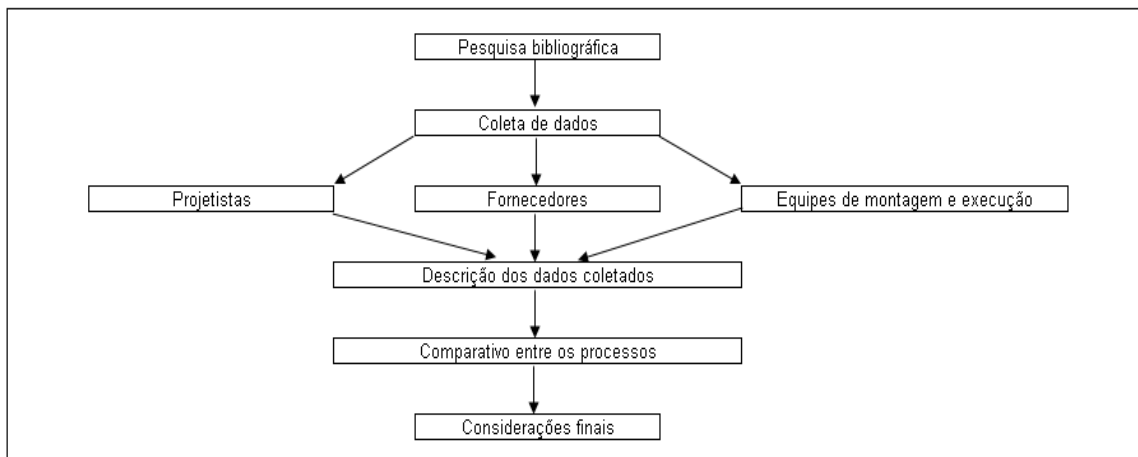 Pesquisa bibliográfica
Coleta de dados
Projetistas
Fornecedores
Equipes de montagem e execução
Descrição dos dados coletados
Comparativo entre os processos
Considerações finais